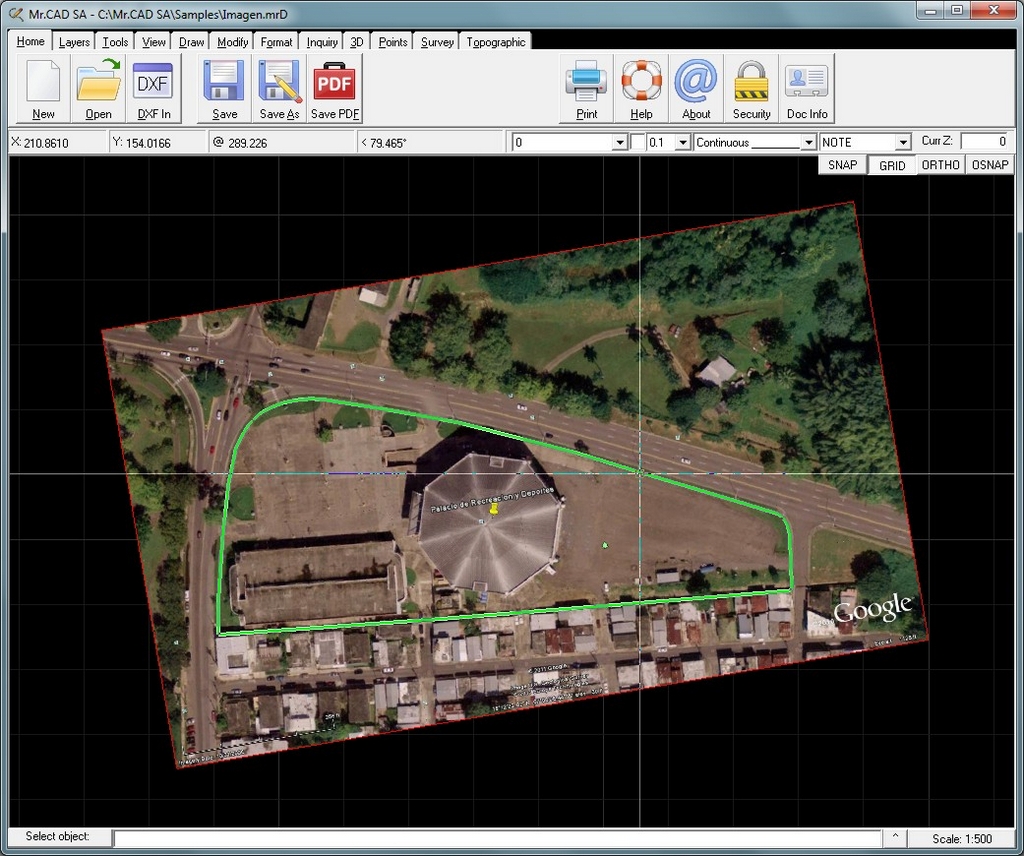 Mr.CAD SA - C:\Mr.CAD SA\Samples\Imagen.mrD
Home Layers Tools View Draw Modify Format Inquiry 3D Points Survey Topographic
New Open DXF In Save Save As Save PDF Print Help About Security Doc Info
DXF
PDF
X: 210.8610 Y: 154.0166 @ 289.226 < 79.465° 0 0.1 Continuous NOTE Curr Z: 0
SNAP GRID ORTHO OSNAP
Palacio de Recreacion y Deportes
Google
Select object: ^ Scale: 1:500